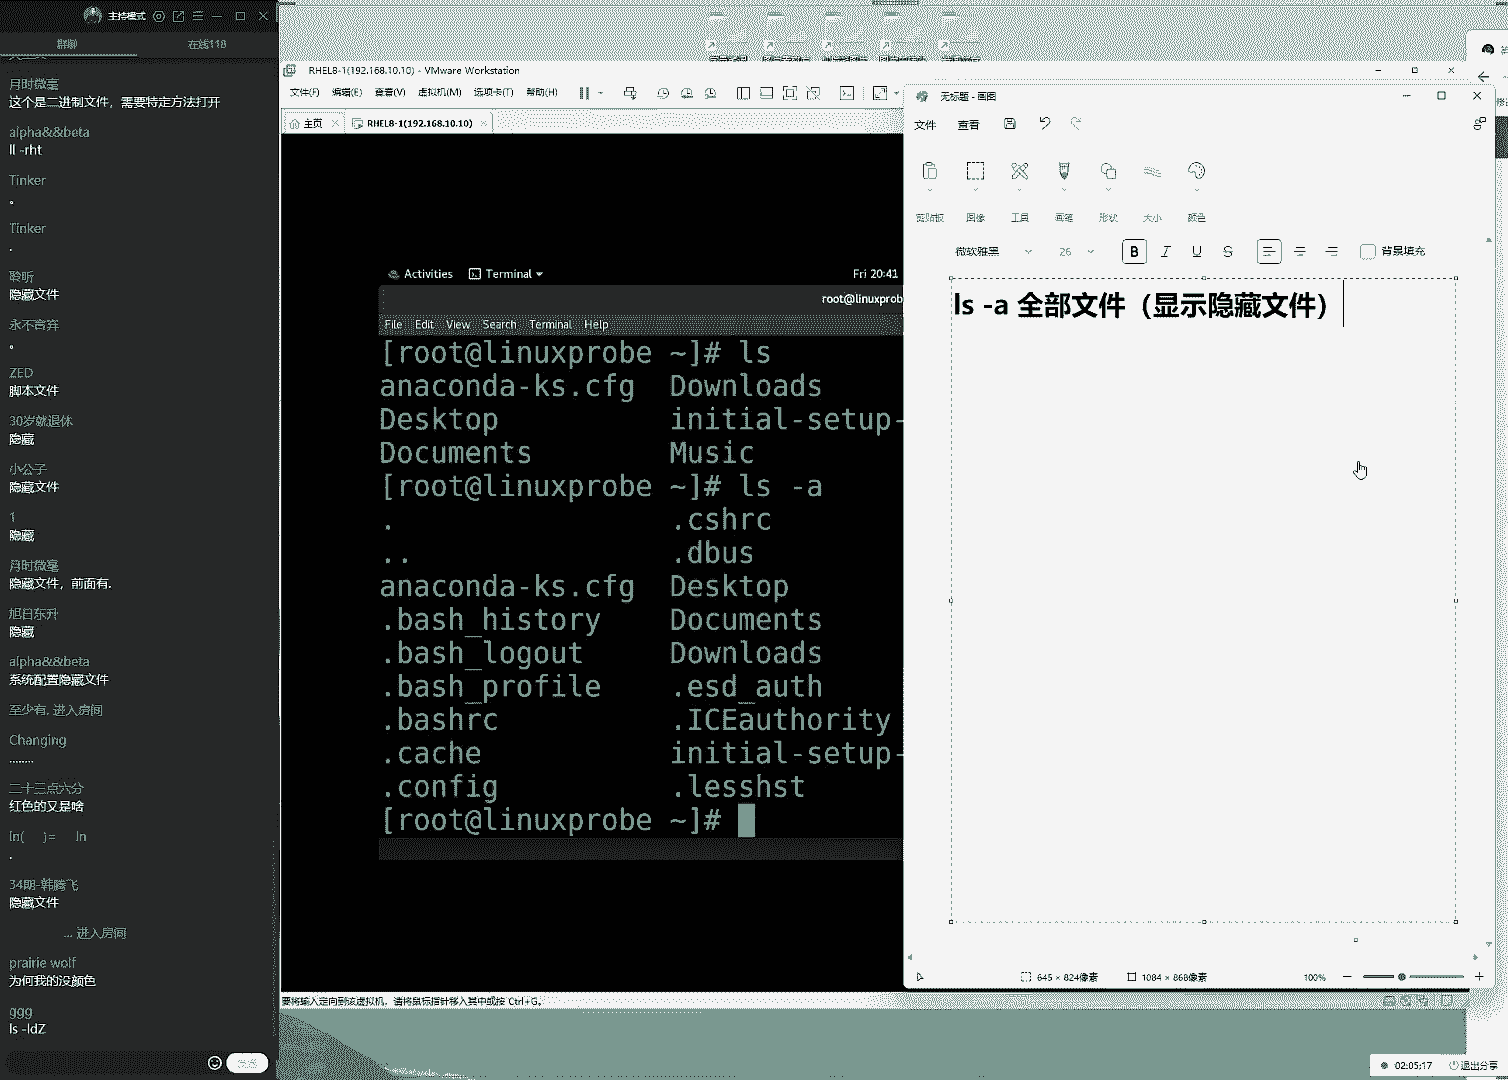 主持模式
群聊
在线118
月时微毫
这个是二进制文件，需要特定方法打开
alpha&&beta
ll -rht
Tinker
。
Tinker
.
聆听
隐藏文件
永不言弃
。
ZED
脚本文件
30岁就退休
隐藏
小公子
隐藏文件
1
隐藏
月时微毫
隐藏文件，前面有.
旭日东升
隐藏
alpha&&beta
系统配置隐藏文件
至少有. 进入房间
Changing
........
二十三点六分
红色的又是啥
ln( )= ln
.
34期-韩腾飞
隐藏文件
... 进入房间
prairie wolf
为何我的没颜色
ggg
ls -ldZ
RHEL8-1(192.168.10.10) - VMware Workstation
文件(F) 编辑(E) 查看(V) 虚拟机(M) 选项卡(T) 帮助(H)
主页 RHEL8-1(192.168.10.10)
Activities Terminal Fri 20:41
root@linuxprob
File Edit View Search Terminal Help
[root@linuxprobe ~]# ls
anaconda-ks.cfg Downloads
Desktop initial-setup-
Documents Music
[root@linuxprobe ~]# ls -a
. .cshrc
.. .dbus
anaconda-ks.cfg Desktop
.bash_history Documents
.bash_logout Downloads
.bash_profile .esd_auth
.bashrc .ICEauthority
.cache initial-setup-
.config .lesshst
[root@linuxprobe ~]#
要将输入定向到该虚拟机，请将鼠标指针移入其中或按 Ctrl+G。
无标题 - 画图
文件 查看
剪贴板 图像 工具 画笔 形状 大小 颜色
微软雅黑 26 B I U S 背景填充
ls -a 全部文件（显示隐藏文件）
645 × 824像素 1084 × 868像素 100%
02:05:17 退出分享